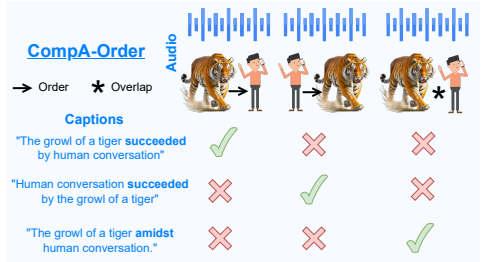 CompA-Order
Audio
→ Order * Overlap
Captions
"The growl of a tiger succeeded
by human conversation"
"Human conversation succeeded
by the growl of a tiger"
"The growl of a tiger amidst
human conversation."